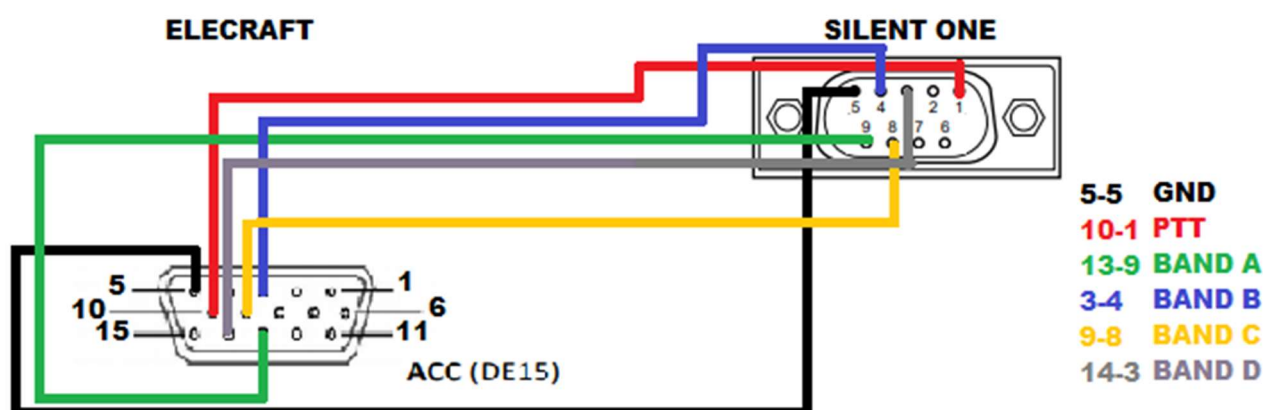 ELECRAFT
SILENT ONE
5 4 2 1
9 8 7 6
5-5 GND
10-1 PTT
13-9 BAND A
3-4 BAND B
9-8 BAND C
14-3 BAND D
5 1
10 6
15 11
ACC (DE15)